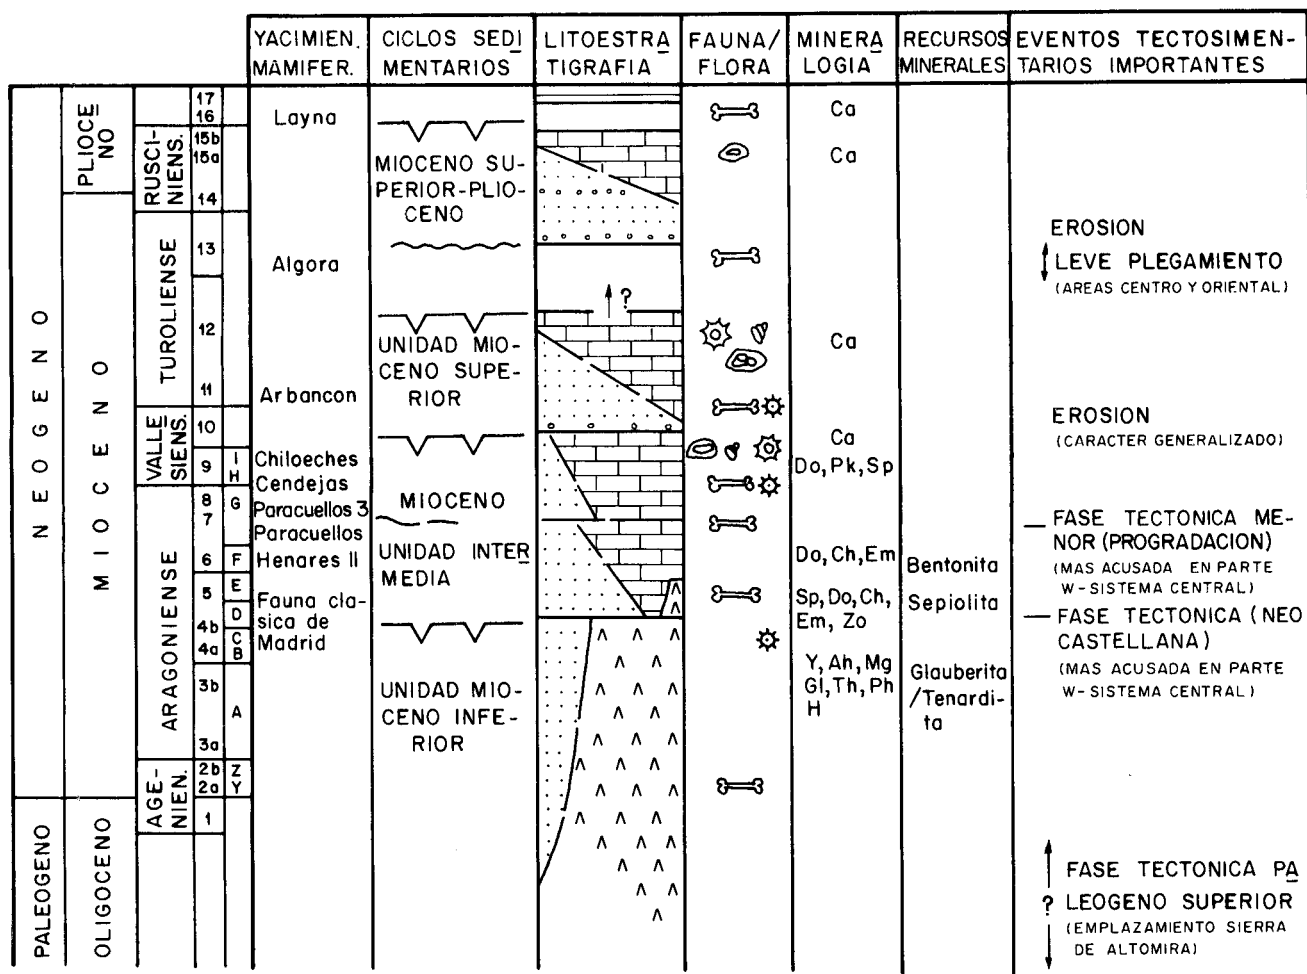 YACIMIEN.
MAMIFER.
CICLOS SEDI
MENTARIOS
LITOESTRA
TIGRAFIA
FAUNA/
FLORA
MINERA
LOGIA
RECURSOS
MINERALES
EVENTOS TECTOSIMEN-
TARIOS IMPORTANTES
NEOGENO
PALEOGENO
PLIOCE
NO
MIOCENO
OLIGOCENO
RUSCI-
NIENS.
TUROLIENSE
VALLE
SIENS.
ARAGONIENSE
AGE-
NIEN.
17
16
15b
15a
14
13
12
11
10
9
8
7
6
5
4b
4a
3b
3a
2b
2a
1
I
H
G
F
E
D
C
B
A
Z
Y
Layna
Algora
Arbancon
Chiloeches
Cendejas
Paracuellos 3
Paracuellos
Henares II
Fauna cla-
sica de
Madrid
MIOCENO SU-
PERIOR-PLIO-
CENO
UNIDAD MIO-
CENO SUPE-
RIOR
MIOCENO
UNIDAD INTER
MEDIA
UNIDAD MIO-
CENO INFE-
RIOR
?
Ca
Ca
Ca
Ca
Do, Pk, Sp
Do, Ch, Em
Sp, Do, Ch,
Em, Zo
Y, Ah, Mg
Gl, Th, Ph
H
Bentonita
Sepiolita
Glauberita
/Tenardi-
ta
EROSION
LEVE PLEGAMIENTO
(AREAS CENTRO Y ORIENTAL)
EROSION
(CARACTER GENERALIZADO)
FASE TECTONICA ME-
NOR (PROGRADACION)
(MAS ACUSADA EN PARTE
W-SISTEMA CENTRAL)
FASE TECTONICA (NEO
CASTELLANA)
(MAS ACUSADA EN PARTE
W-SISTEMA CENTRAL)
FASE TECTONICA PA
? LEOGENO SUPERIOR
(EMPLAZAMIENTO SIERRA
DE ALTOMIRA)